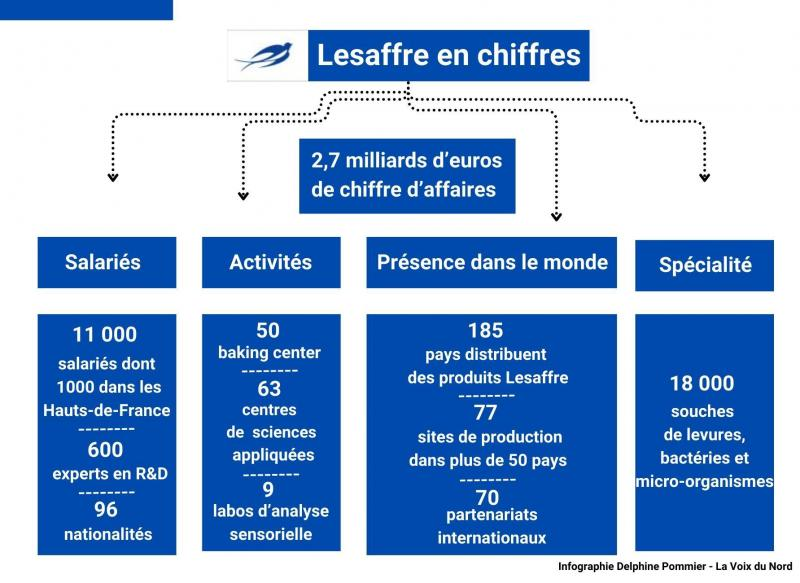 Lesaffre en chiffres
2,7 milliards d’euros
de chiffre d’affaires
Salariés
11 000
salariés dont
1000 dans les
Hauts-de-France
--------
600
experts en R&D
--------
96
nationalités
Activités
50
baking center
--------
63
centres
de sciences
appliquées
--------
9
labos d’analyse
sensorielle
Présence dans le monde
185
pays distribuent
des produits Lesaffre
--------
77
sites de production
dans plus de 50 pays
--------
70
partenariats
internationaux
Spécialité
18 000
souches
de levures,
bactéries et
micro-organismes
Infographie Delphine Pommier - La Voix du Nord